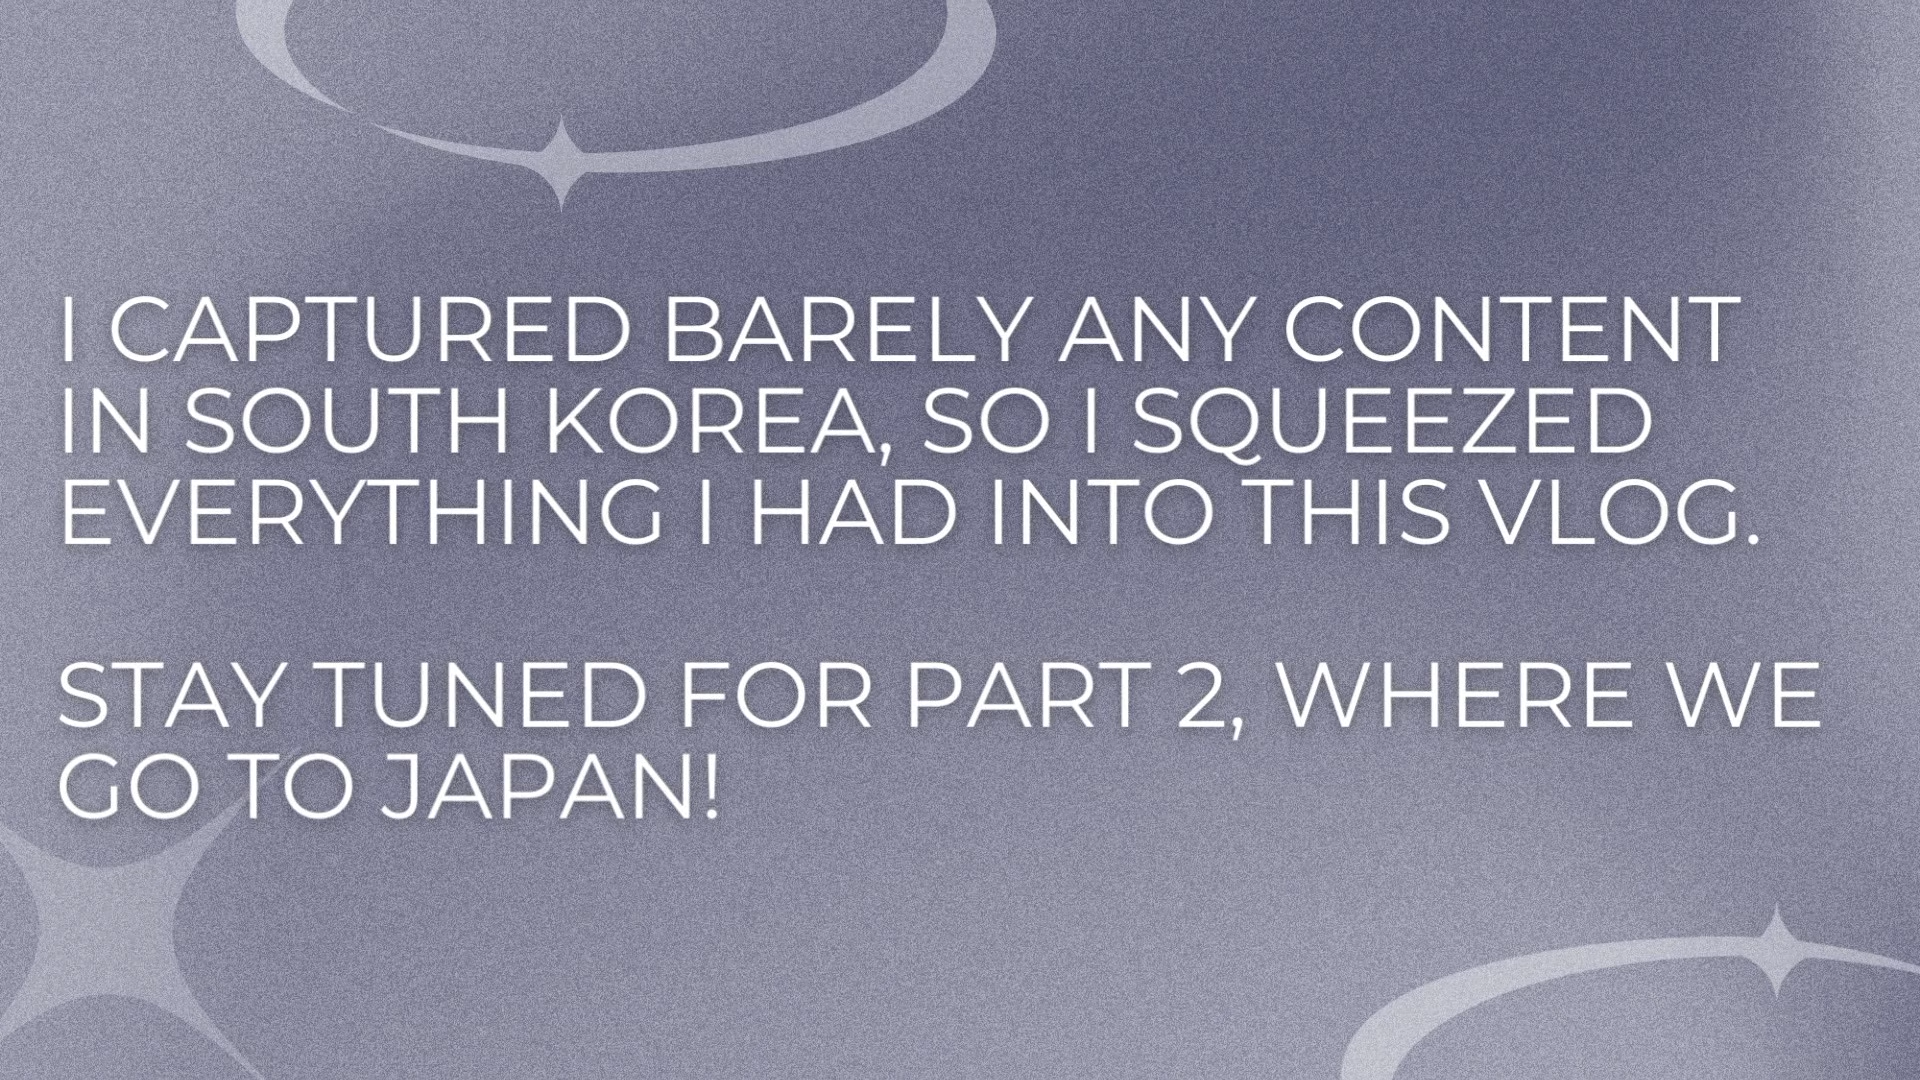 I CAPTURED BARELY ANY CONTENT
IN SOUTH KOREA, SO I SQUEEZED
EVERYTHING I HAD INTO THIS VLOG.
STAY TUNED FOR PART 2, WHERE WE
GO TO JAPAN!